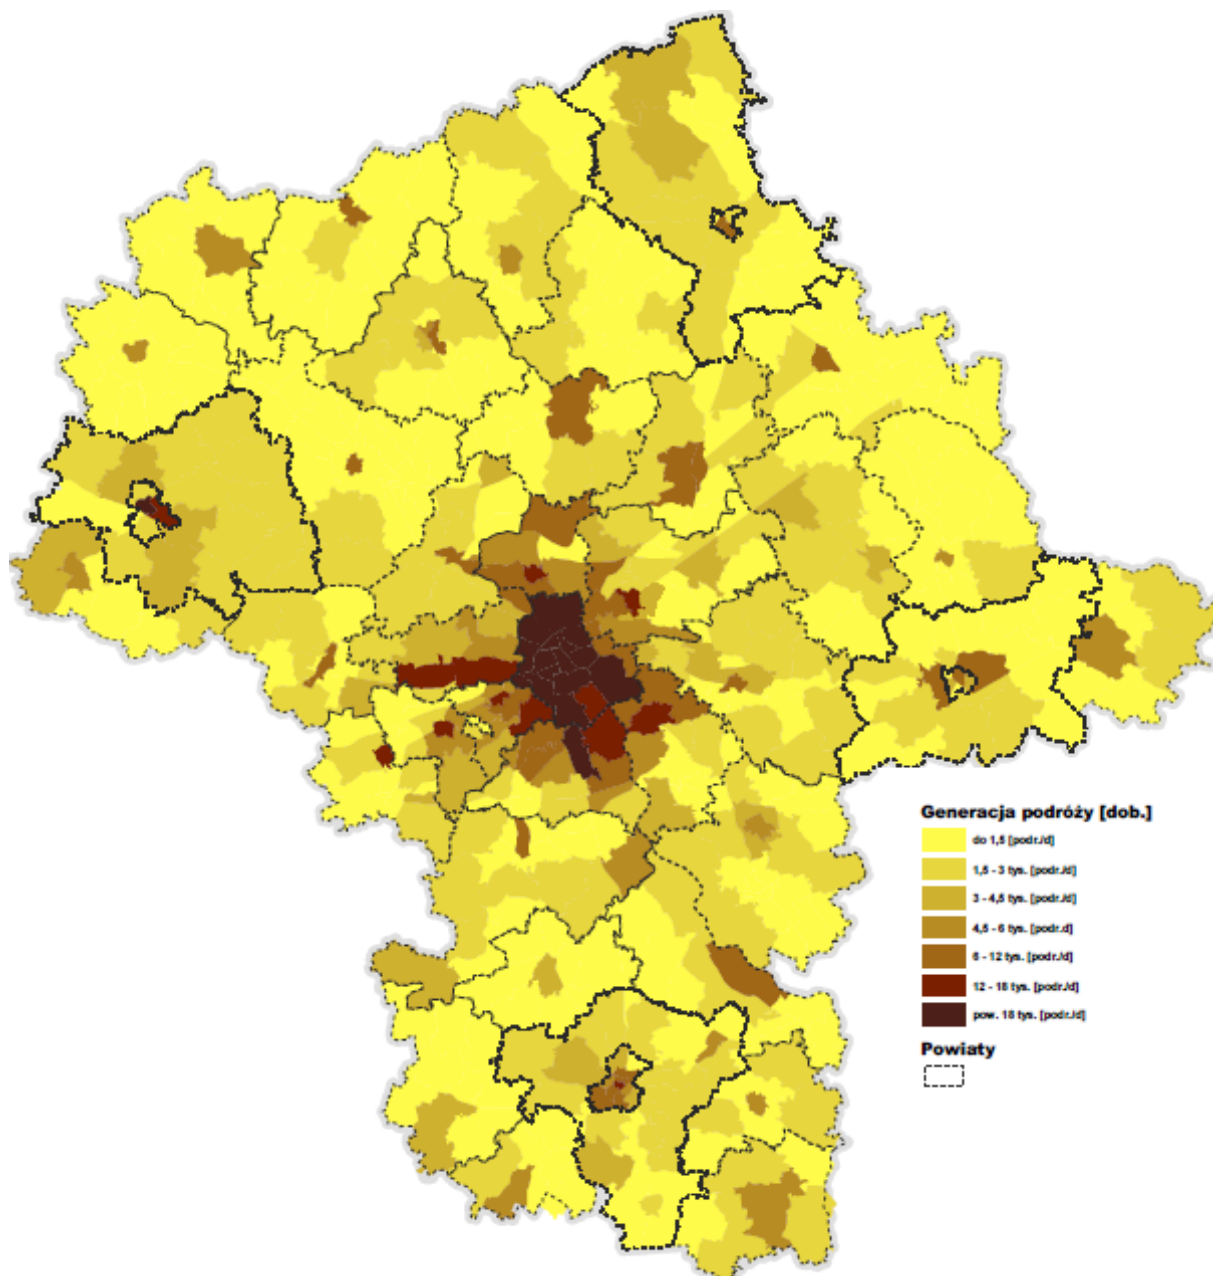 Generacja podróży [dob.]
do 1,5 [podr./d]
1,5 - 3 tys. [podr./d]
3 - 4,5 tys. [podr./d]
4,5 - 6 tys. [podr./d]
6 - 12 tys. [podr./d]
12 - 18 tys. [podr./d]
pow. 18 tys. [podr./d]
Powiaty